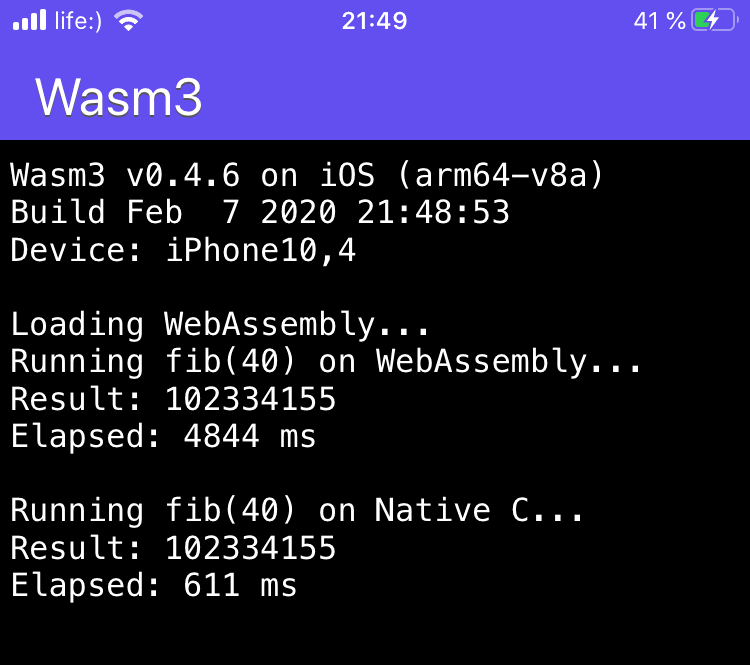 life:) 21:49 41 %
Wasm3
Wasm3 v0.4.6 on iOS (arm64-v8a)
Build Feb  7 2020 21:48:53
Device: iPhone10,4
Loading WebAssembly...
Running fib(40) on WebAssembly...
Result: 102334155
Elapsed: 4844 ms
Running fib(40) on Native C...
Result: 102334155
Elapsed: 611 ms